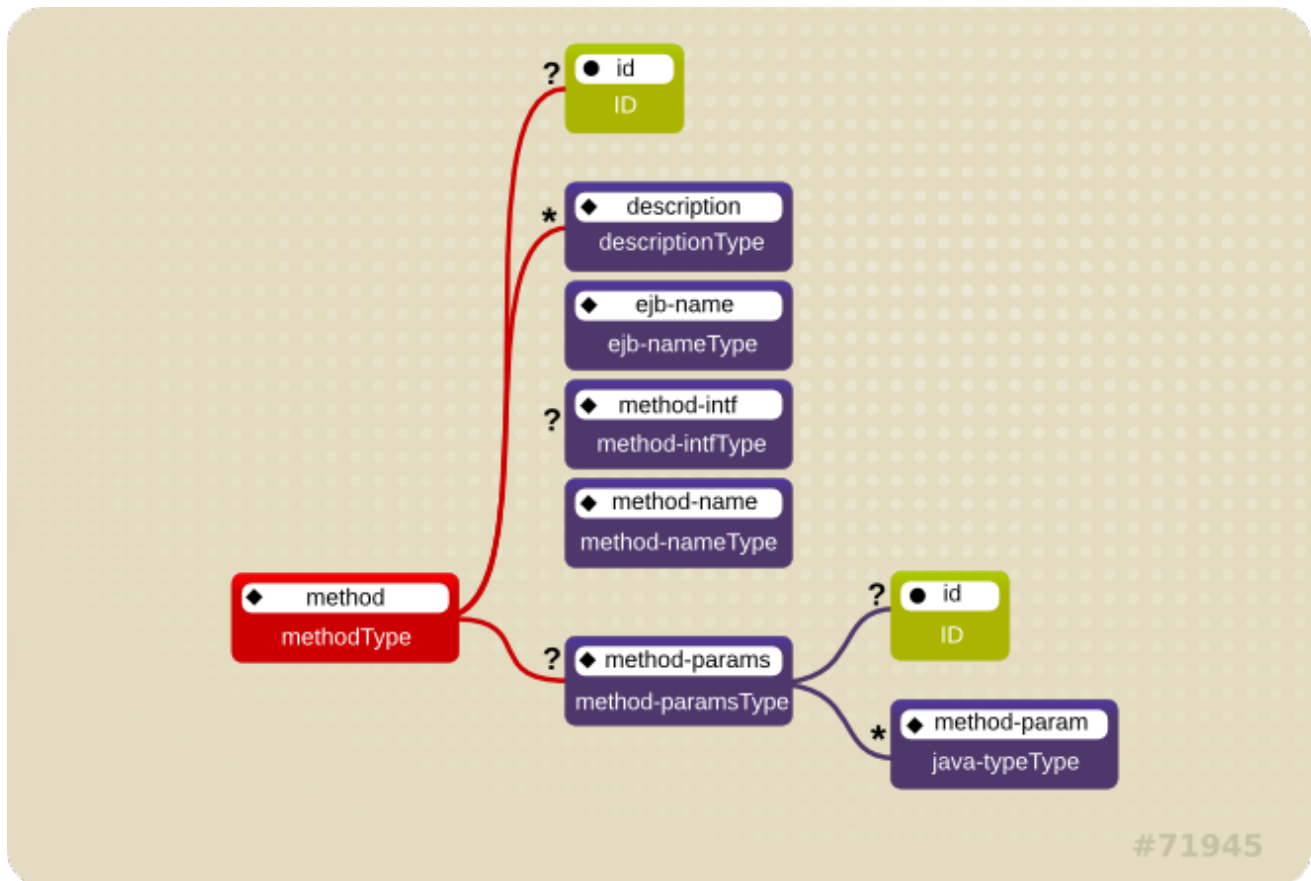 ? id
ID
* description
descriptionType
ejb-name
ejb-nameType
? method-intf
method-intfType
method-name
method-nameType
method
methodType
? method-params
method-paramsType
? id
ID
* method-param
java-typeType
#71945